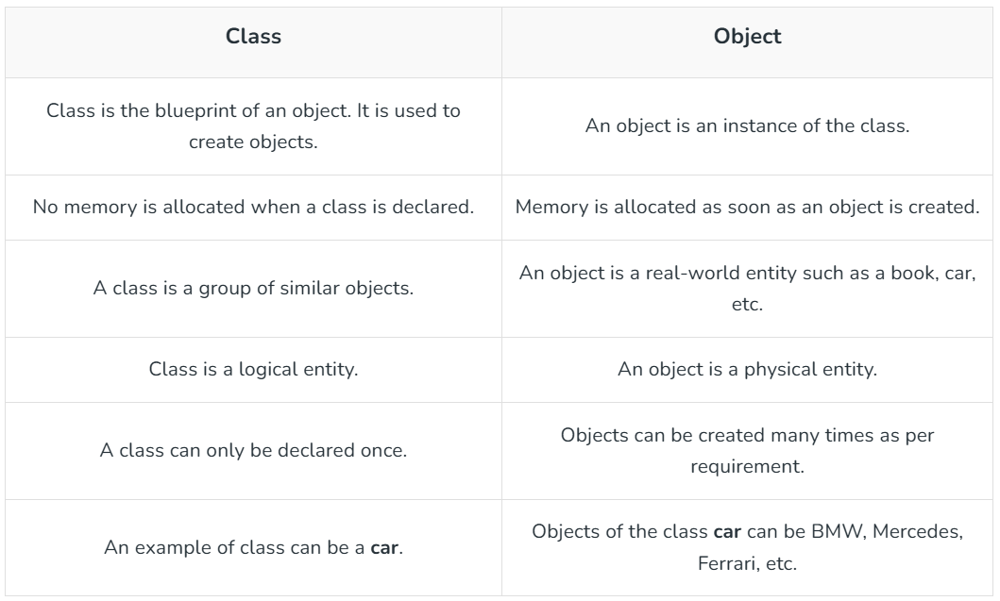 Class
Object
Class is the blueprint of an object. It is used to
create objects.
An object is an instance of the class.
No memory is allocated when a class is declared.
Memory is allocated as soon as an object is created.
A class is a group of similar objects.
An object is a real-world entity such as a book, car,
etc.
Class is a logical entity.
An object is a physical entity.
A class can only be declared once.
Objects can be created many times as per
requirement.
An example of class can be a car.
Objects of the class car can be BMW, Mercedes,
Ferrari, etc.